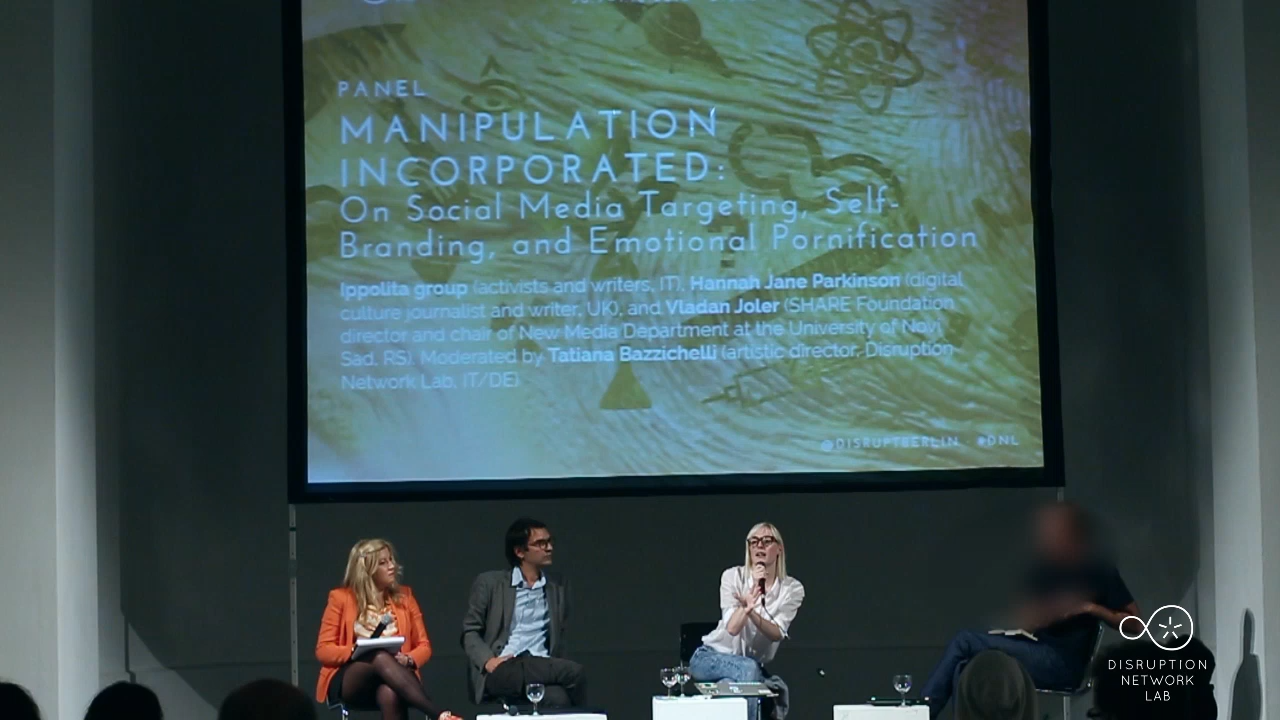 PANEL
MANIPULATION
INCORPORATED:
On Social Media Targeting, Self-
Branding, and Emotional Pornification
Ippolita group (activists and writers, IT), Hannah Jane Parkinson (digital
culture journalist and writer, UK), and Vladan Joler (SHARE Foundation
director and chair of New Media Department at the University of Novi
Sad, RS). Moderated by Tatiana Bazzichelli (artistic director, Disruption
Network Lab, IT/DE)
@DISRUPTBERLIN #DNL
DISRUPTION
NETWORK
LAB